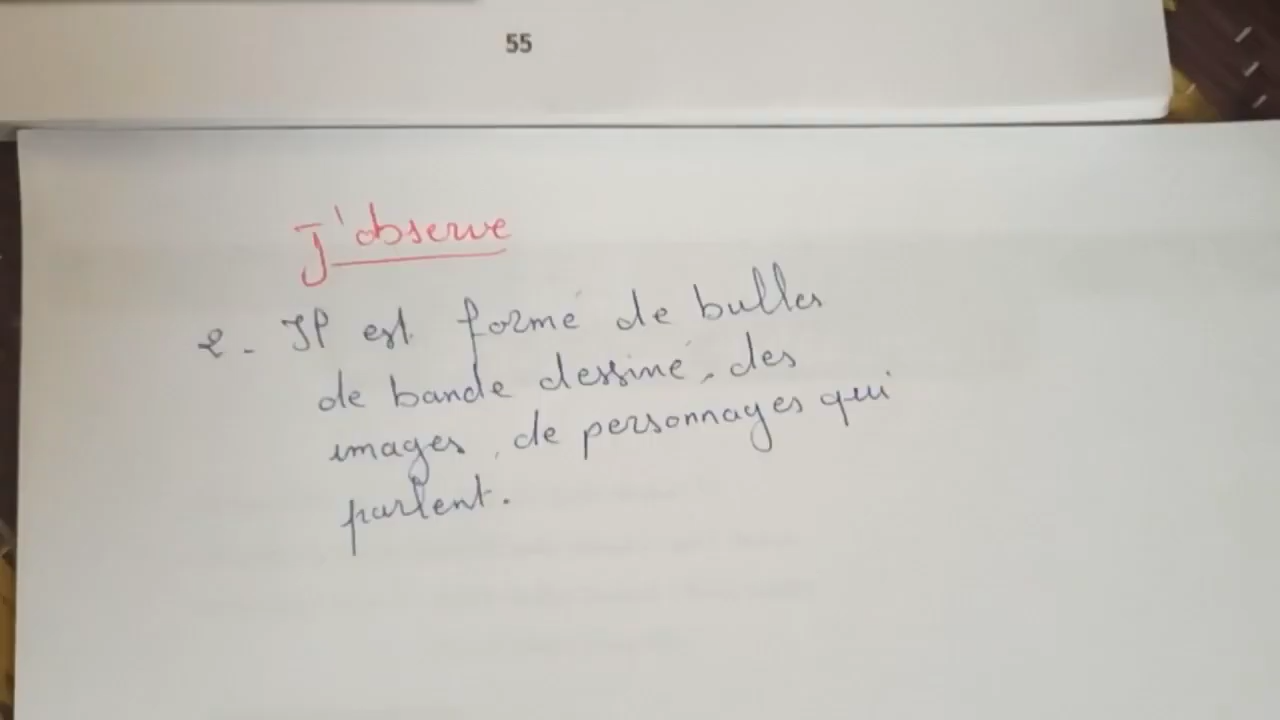 55
J'observe
2. Il est formé de bulles
de bande dessiné, des
images, de personnages qui
parlent.